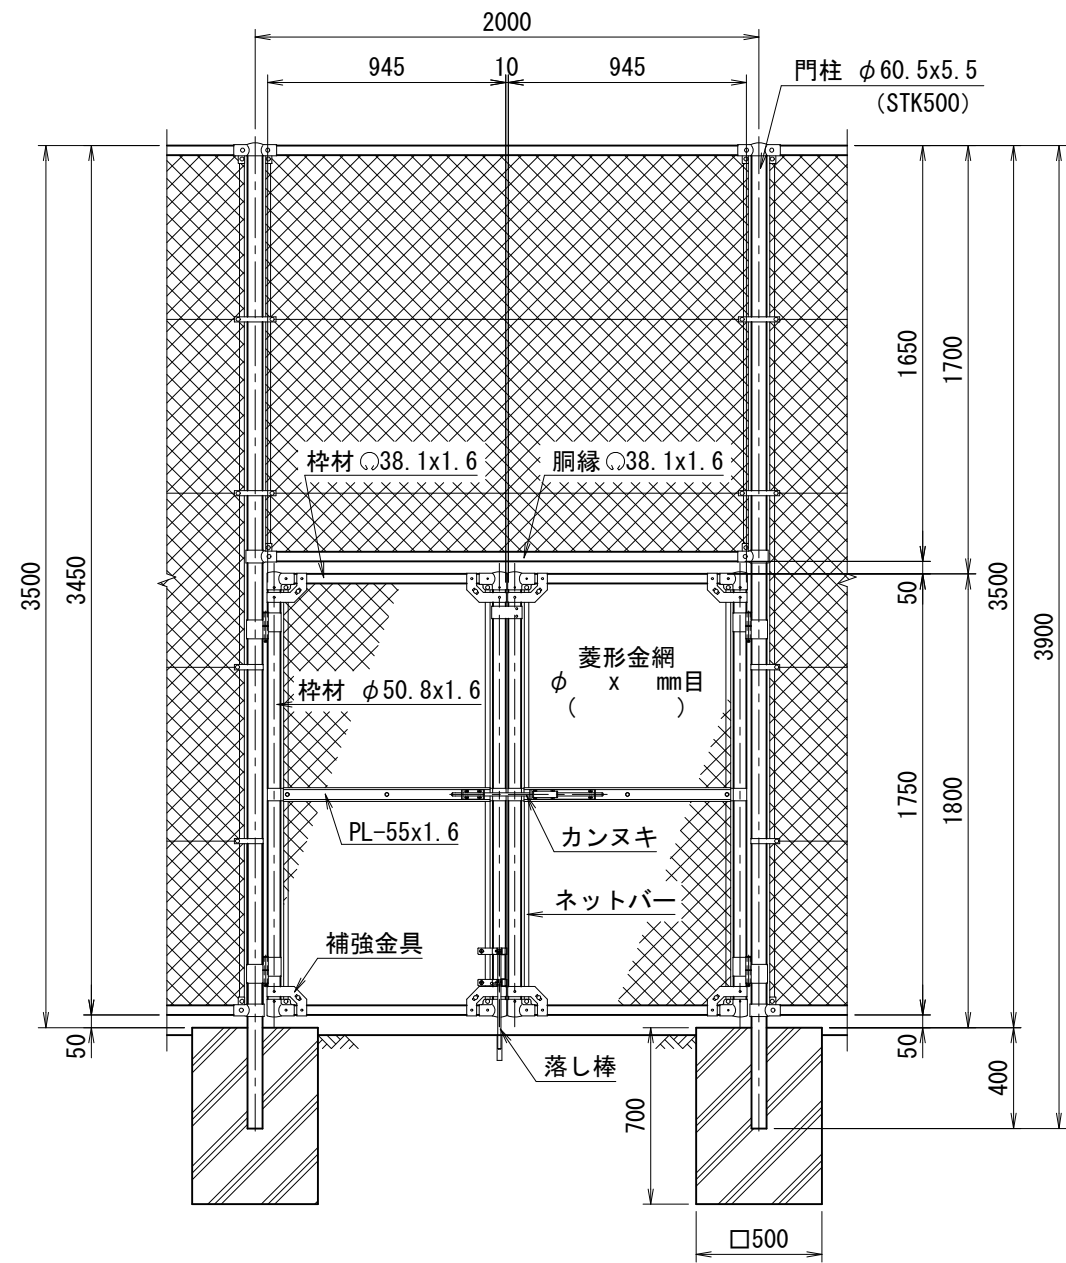 2000
945
10
945
門柱 φ60.5x5.5
(STK500)
1650
1700
枠材 38.1x1.6
胴縁 38.1x1.6
3500
3450
50
3500
3900
菱形金網
φ x mm目
( )
枠材 φ50.8x1.6
1750
1800
PL-55x1.6
カンヌキ
ネットバー
補強金具
50
落し棒
50
400
700
□500